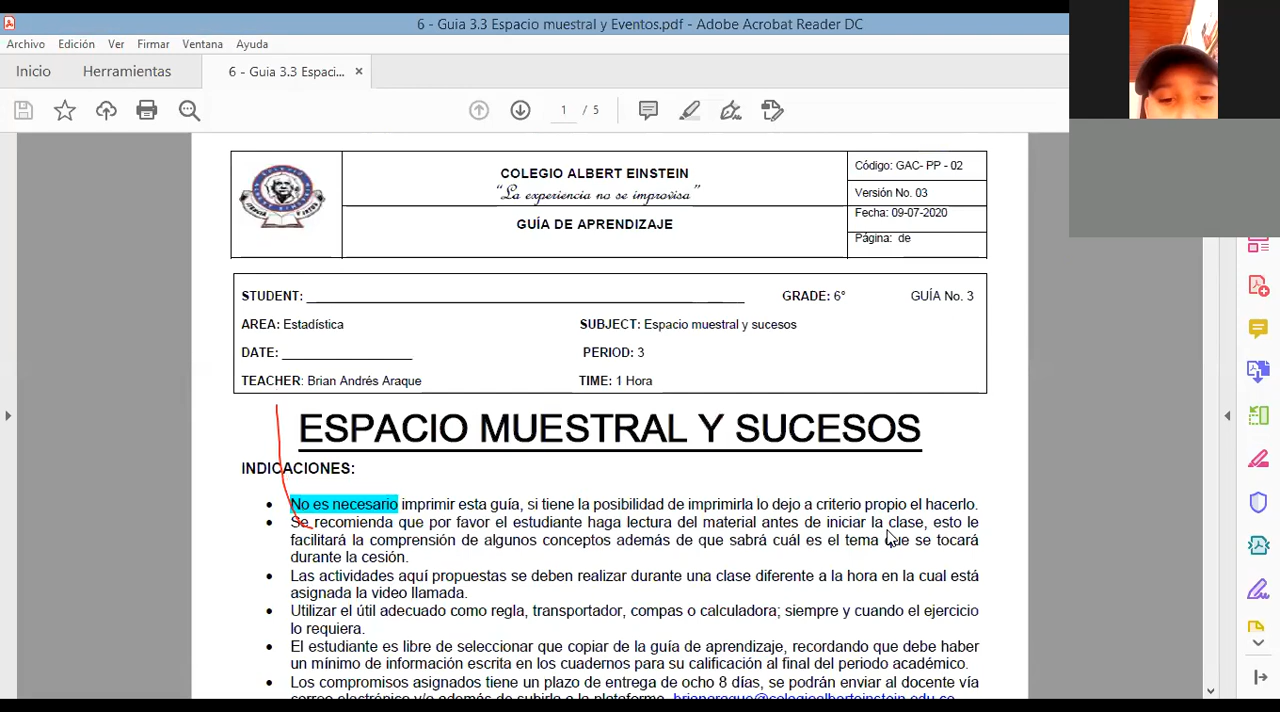 6 - Guia 3.3 Espacio muestral y Eventos.pdf - Adobe Acrobat Reader DC
Archivo Edición Ver Firmar Ventana Ayuda
Inicio Herramientas 6 - Guia 3.3 Espaci... ×
1 / 5
COLEGIO ALBERT EINSTEIN
"La experiencia no se improvisa"
GUÍA DE APRENDIZAJE
Código: GAC- PP - 02
Versión No. 03
Fecha: 09-07-2020
Página: de
STUDENT: GRADE: 6° GUÍA No. 3
AREA: Estadística SUBJECT: Espacio muestral y sucesos
DATE: PERIOD: 3
TEACHER: Brian Andrés Araque TIME: 1 Hora
ESPACIO MUESTRAL Y SUCESOS
INDICACIONES:
• No es necesario imprimir esta guía, si tiene la posibilidad de imprimirla lo dejo a criterio propio el hacerlo.
• Se recomienda que por favor el estudiante haga lectura del material antes de iniciar la clase, esto le
facilitará la comprensión de algunos conceptos además de que sabrá cuál es el tema que se tocará
durante la cesión.
• Las actividades aquí propuestas se deben realizar durante una clase diferente a la hora en la cual está
asignada la video llamada.
• Utilizar el útil adecuado como regla, transportador, compas o calculadora; siempre y cuando el ejercicio
lo requiera.
• El estudiante es libre de seleccionar que copiar de la guía de aprendizaje, recordando que debe haber
un mínimo de información escrita en los cuadernos para su calificación al final del periodo académico.
• Los compromisos asignados tiene un plazo de entrega de ocho 8 días, se podrán enviar al docente vía
correo electrónico y/o además de subirlo a la plataforma. brianaraque@colegioalberteinstein.edu.co